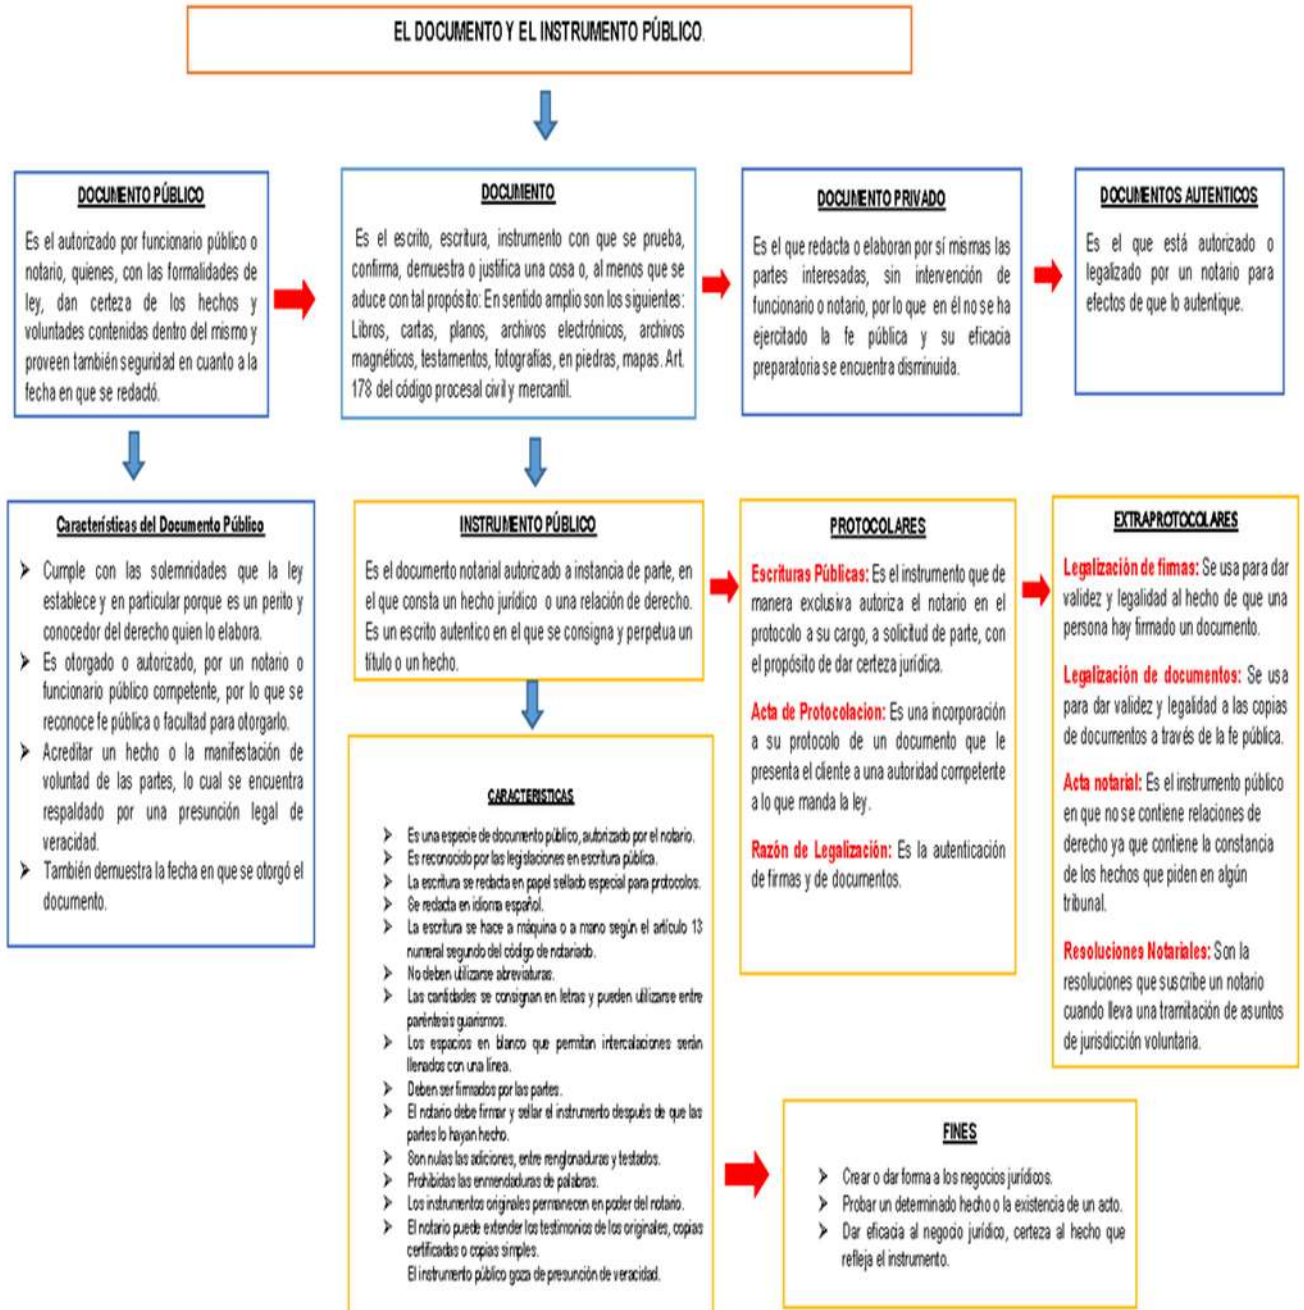 EL DOCUMENTO Y EL INSTRUMENTO PÚBLICO.
DOCUMENTO PÚBLICO
Es el autorizado por funcionario público o
notario, quienes, con las formalidades de
ley, dan certeza de los hechos y
voluntades contenidas dentro del mismo y
proveen también seguridad en cuanto a la
fecha en que se redactó.
DOCUMENTO
Es el escrito, escritura, instrumento con que se prueba,
confirma, demuestra o justifica una cosa o, al menos que se
aduce con tal propósito: En sentido amplio son los siguientes:
Libros, cartas, planos, archivos electrónicos, archivos
magnéticos, testamentos, fotografías, en piedras, mapas. Art.
178 del código procesal civil y mercantil.
DOCUMENTO PRIVADO
Es el que redacta o elaboran por sí mismas las
partes interesadas, sin intervención de
funcionario o notario, por lo que en él no se ha
ejercitado la fe pública y su eficacia
preparatoria se encuentra disminuida.
DOCUMENTOS AUTENTICOS
Es el que está autorizado o
legalizado por un notario para
efectos de que lo autentique.
Características del Documento Público
➤ Cumple con las solemnidades que la ley
establece y en particular porque es un perito y
conocedor del derecho quien lo elabora.
➤ Es otorgado o autorizado, por un notario o
funcionario público competente, por lo que se
reconoce fe pública o facultad para otorgarlo.
➤ Acreditar un hecho o la manifestación de
voluntad de las partes, lo cual se encuentra
respaldado por una presunción legal de
veracidad.
➤ También demuestra la fecha en que se otorgó el
documento.
INSTRUMENTO PÚBLICO
Es el documento notarial autorizado a instancia de parte, en
el que consta un hecho jurídico o una relación de derecho.
Es un escrito autentico en el que se consigna y perpetua un
título o un hecho.
PROTOCOLARES
Escrituras Públicas: Es el instrumento que de
manera exclusiva autoriza el notario en el
protocolo a su cargo, a solicitud de parte, con
el propósito de dar certeza jurídica.
Acta de Protocolacion: Es una incorporación
a su protocolo de un documento que le
presenta el cliente a una autoridad competente
a lo que manda la ley.
Razón de Legalización: Es la autenticación
de firmas y de documentos.
EXTRAPROTOCOLARES
Legalización de firmas: Se usa para dar
validez y legalidad al hecho de que una
persona hay firmado un documento.
Legalización de documentos: Se usa
para dar validez y legalidad a las copias
de documentos a través de la fe pública.
Acta notarial: Es el instrumento público
en que no se contiene relaciones de
derecho ya que contiene la constancia
de los hechos que piden en algún
tribunal.
Resoluciones Notariales: Son la
resoluciones que suscribe un notario
cuando lleva una tramitación de asuntos
de jurisdicción voluntaria.
CARACTERISTICAS
➤ Es una especie de documento público, autorizado por el notario.
➤ Es reconocido por las legislaciones en escritura pública.
➤ La escritura se redacta en papel sellado especial para protocolos.
➤ Se redacta en idioma español.
➤ La escritura se hace a máquina o a mano según el artículo 13
numeral segundo del código de notariado.
➤ No deben utilizarse abreviaturas.
➤ Las cantidades se consignan en letras y pueden utilizarse entre
paréntesis guarismos.
➤ Los espacios en blanco que permitan intercalaciones serán
llenados con una línea.
➤ Deben ser firmados por las partes.
➤ El notario debe firmar y sellar el instrumento después de que las
partes lo hayan hecho.
➤ Son nulas las adiciones, entre renglonaduras y testados.
➤ Prohibidas las enmendaduras de palabras.
➤ Los instrumentos originales permanecen en poder del notario.
➤ El notario puede extender los testimonios de los originales, copias
certificadas o copias simples.
El instrumento público goza de presunción de veracidad.
FINES
➤ Crear o dar forma a los negocios jurídicos.
➤ Probar un determinado hecho o la existencia de un acto.
➤ Dar eficacia al negocio jurídico, certeza al hecho que
refleja el instrumento.